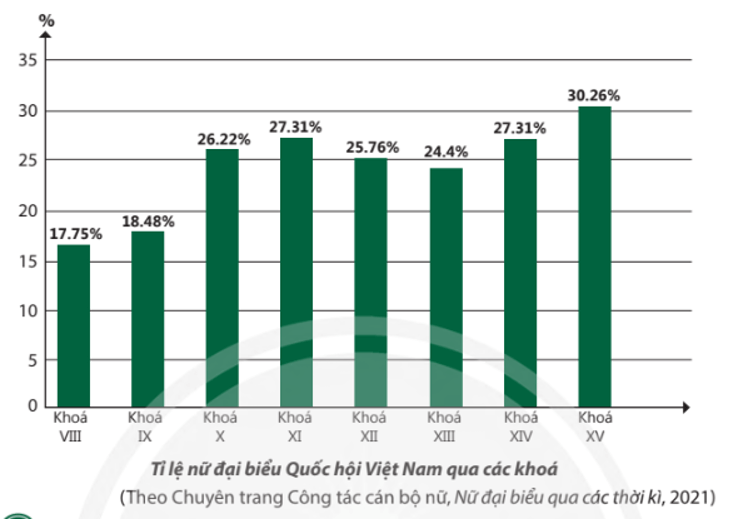 %
35
30
25
20
15
10
5
0
17.75%
18.48%
26.22%
27.31%
25.76%
24.4%
27.31%
30.26%
Khoá VIII
Khoá IX
Khoá X
Khoá XI
Khoá XII
Khoá XIII
Khoá XIV
Khoá XV
Tỉ lệ nữ đại biểu Quốc hội Việt Nam qua các khoá
(Theo Chuyên trang Công tác cán bộ nữ, Nữ đại biểu qua các thời kì, 2021)